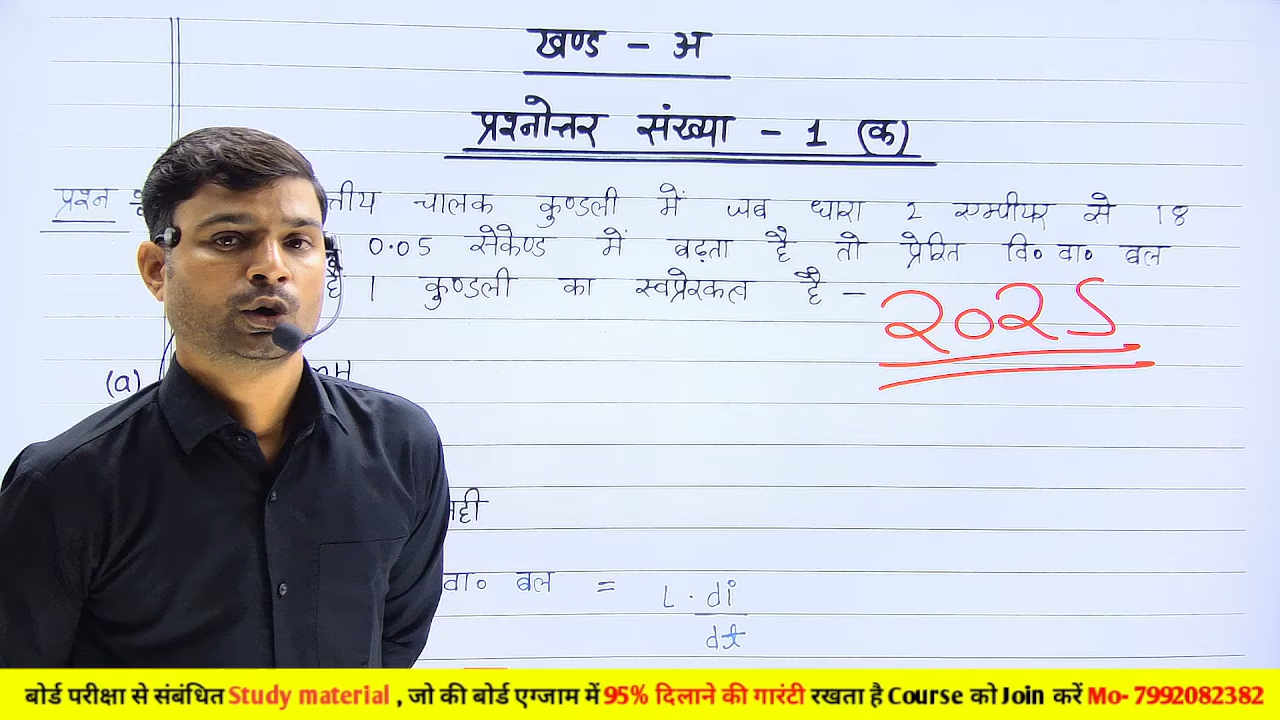 खण्ड - अ
प्रश्नोत्तर संख्या - 1 (क)
प्रश्न चालक कुण्डली में जब धारा 2 एम्पीयर से 18
0.05 सेकेण्ड में बढ़ता है तो प्रेरित वि० वा० बल
है । कुण्डली का स्वप्रेरकत्व है -
2025
(a)
वा० बल = L. di
dt
बोर्ड परीक्षा से संबंधित Study material , जो की बोर्ड एग्जाम में 95% दिलाने की गारंटी रखता है Course को Join करें Mo- 7992082382